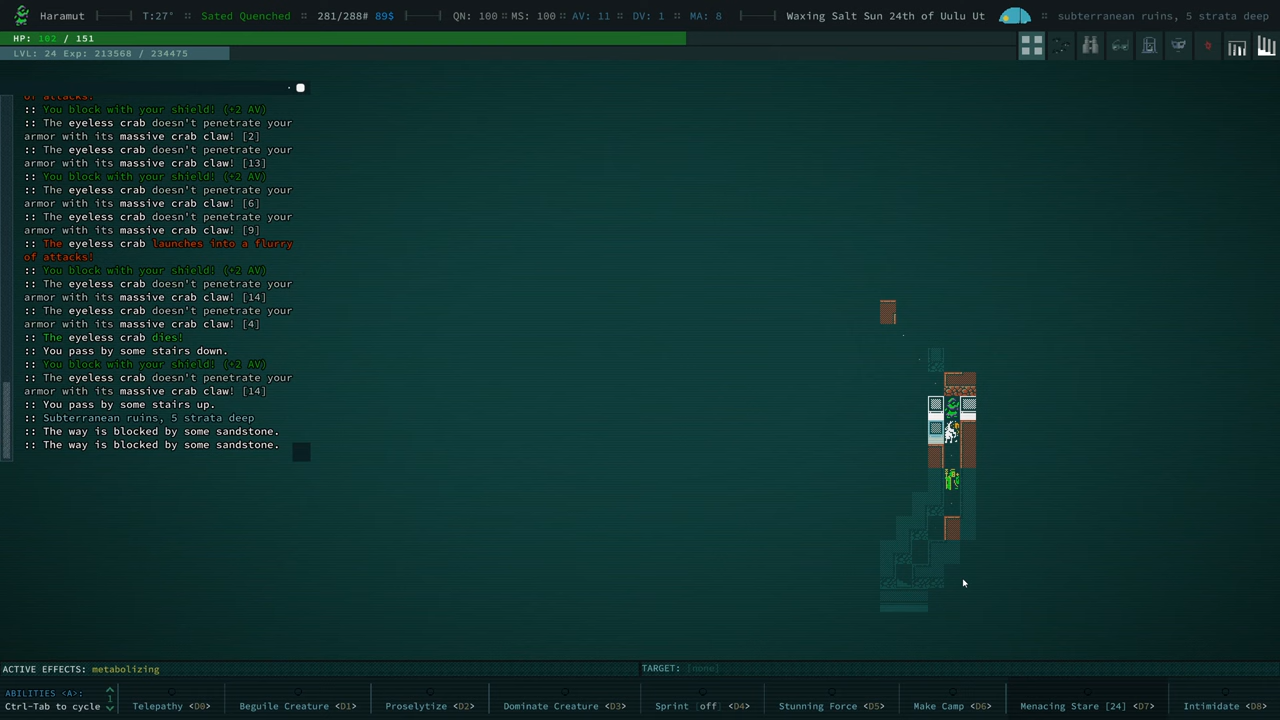 Haramut T:27° Sated Quenched 281/288# 89$ QN: 100 MS: 100 AV: 11 DV: 1 MA: 8 Waxing Salt Sun 24th of Uulu Ut subterranean ruins, 5 strata deep
HP: 102 / 151
LVL: 24 Exp: 213568 / 234475
of attacks!
:: You block with your shield! (+2 AV)
:: The eyeless crab doesn't penetrate your
armor with its massive crab claw! [2]
:: The eyeless crab doesn't penetrate your
armor with its massive crab claw! [13]
:: You block with your shield! (+2 AV)
:: The eyeless crab doesn't penetrate your
armor with its massive crab claw! [6]
:: The eyeless crab doesn't penetrate your
armor with its massive crab claw! [9]
:: The eyeless crab launches into a flurry
of attacks!
:: You block with your shield! (+2 AV)
:: The eyeless crab doesn't penetrate your
armor with its massive crab claw! [14]
:: The eyeless crab doesn't penetrate your
armor with its massive crab claw! [4]
:: The eyeless crab dies!
:: You pass by some stairs down.
:: You block with your shield! (+2 AV)
:: The eyeless crab doesn't penetrate your
armor with its massive crab claw! [14]
:: You pass by some stairs up.
:: Subterranean ruins, 5 strata deep
:: The way is blocked by some sandstone.
:: The way is blocked by some sandstone.
ACTIVE EFFECTS: metabolizing TARGET: [none]
ABILITIES <A>: 1
Ctrl-Tab to cycle Telepathy <D0> Beguile Creature <D1> Proselytize <D2> Dominate Creature <D3> Sprint [off] <D4> Stunning Force <D5> Make Camp <D6> Menacing Stare [24] <D7> Intimidate <D8>